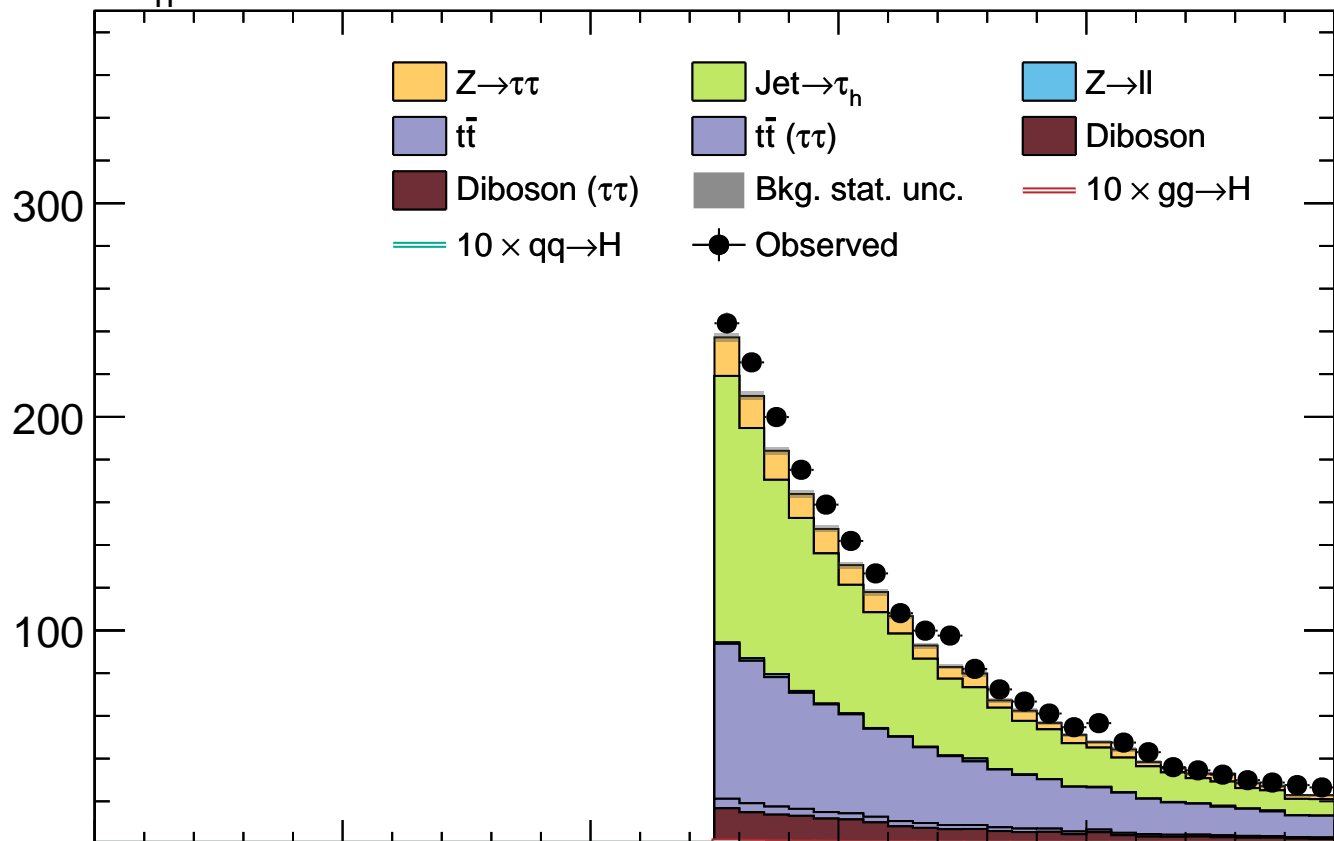 Z→ττ Jet→τ_h Z→ll
tt̄ tt̄ (ττ) Diboson
Diboson (ττ) Bkg. stat. unc. 10 × gg→H
10 × qq→H Observed
300
200
100